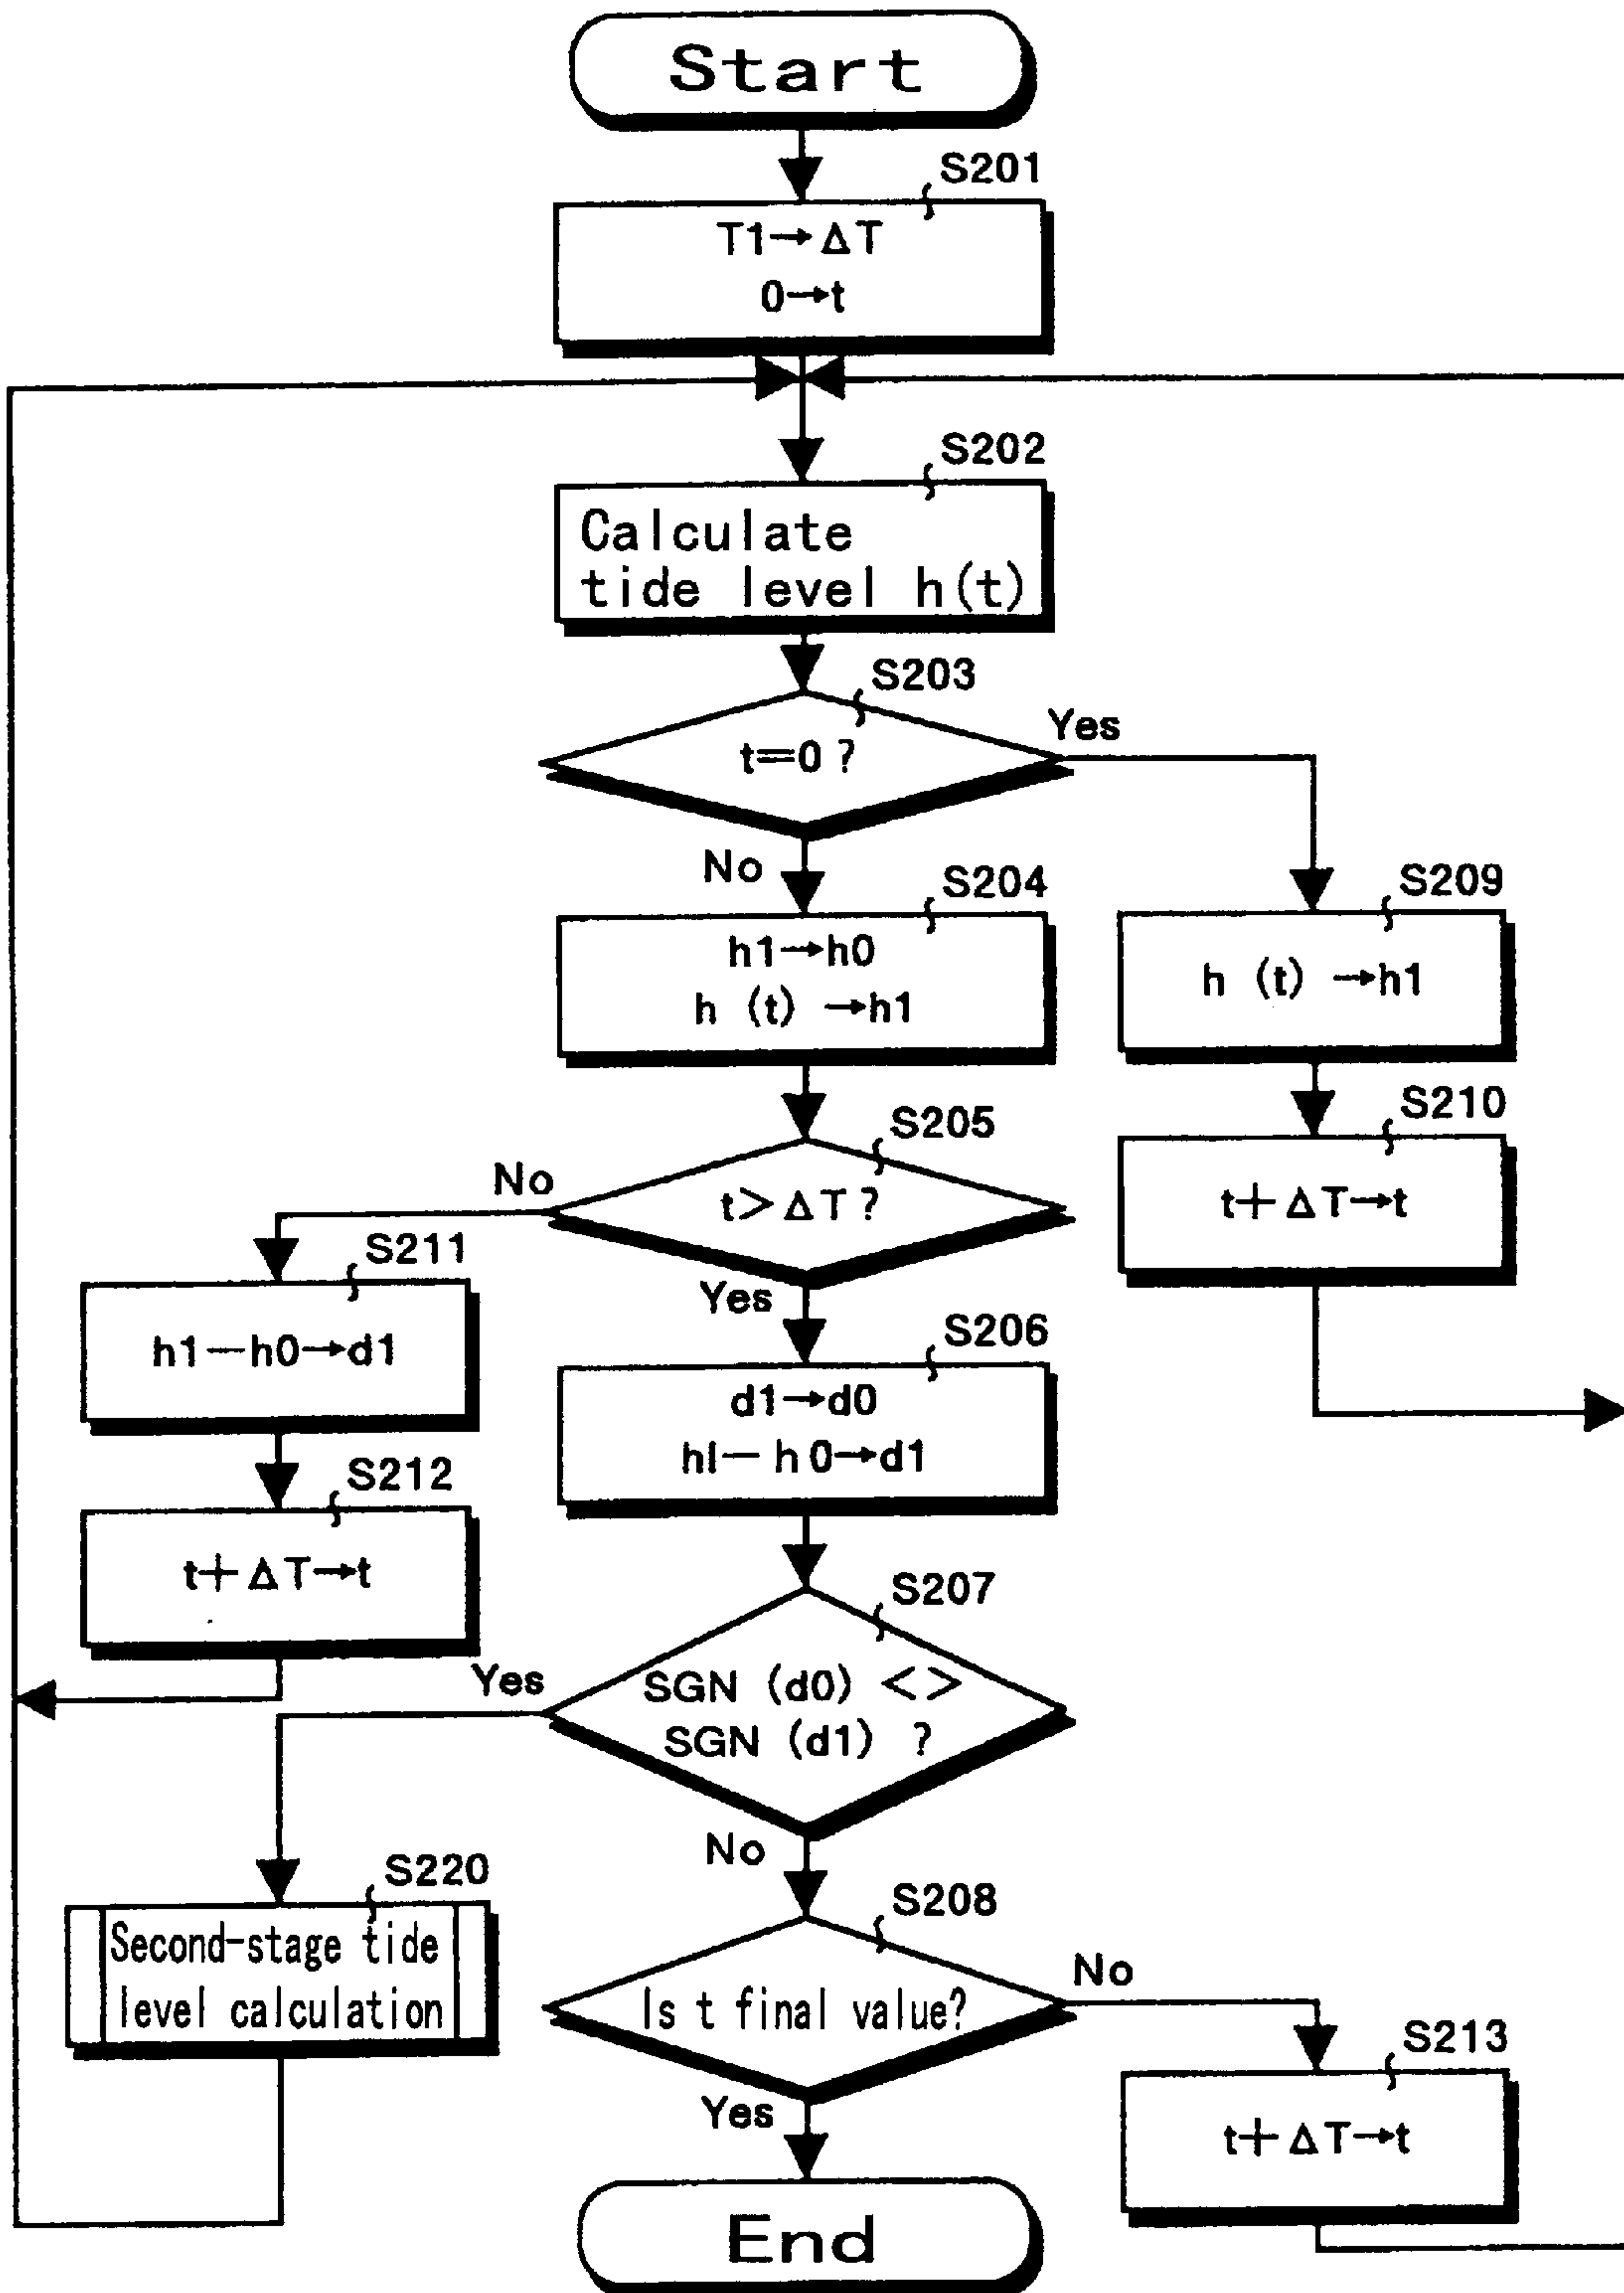 Start
S201
T1→ΔT
0→t
S202
Calculate
tide level h(t)
S203
t=0?
Yes
No
S204
h1→h0
h (t) →h1
S209
h (t) →h1
S210
t+ΔT→t
S205
t>ΔT?
No
Yes
S211
h1−h0→d1
S212
t+ΔT→t
S206
d1→d0
hl−h0→d1
S207
SGN (d0) <>
SGN (d1) ?
Yes
No
S220
Second-stage tide
level calculation
S208
Is t final value?
No
Yes
S213
t+ΔT→t
End